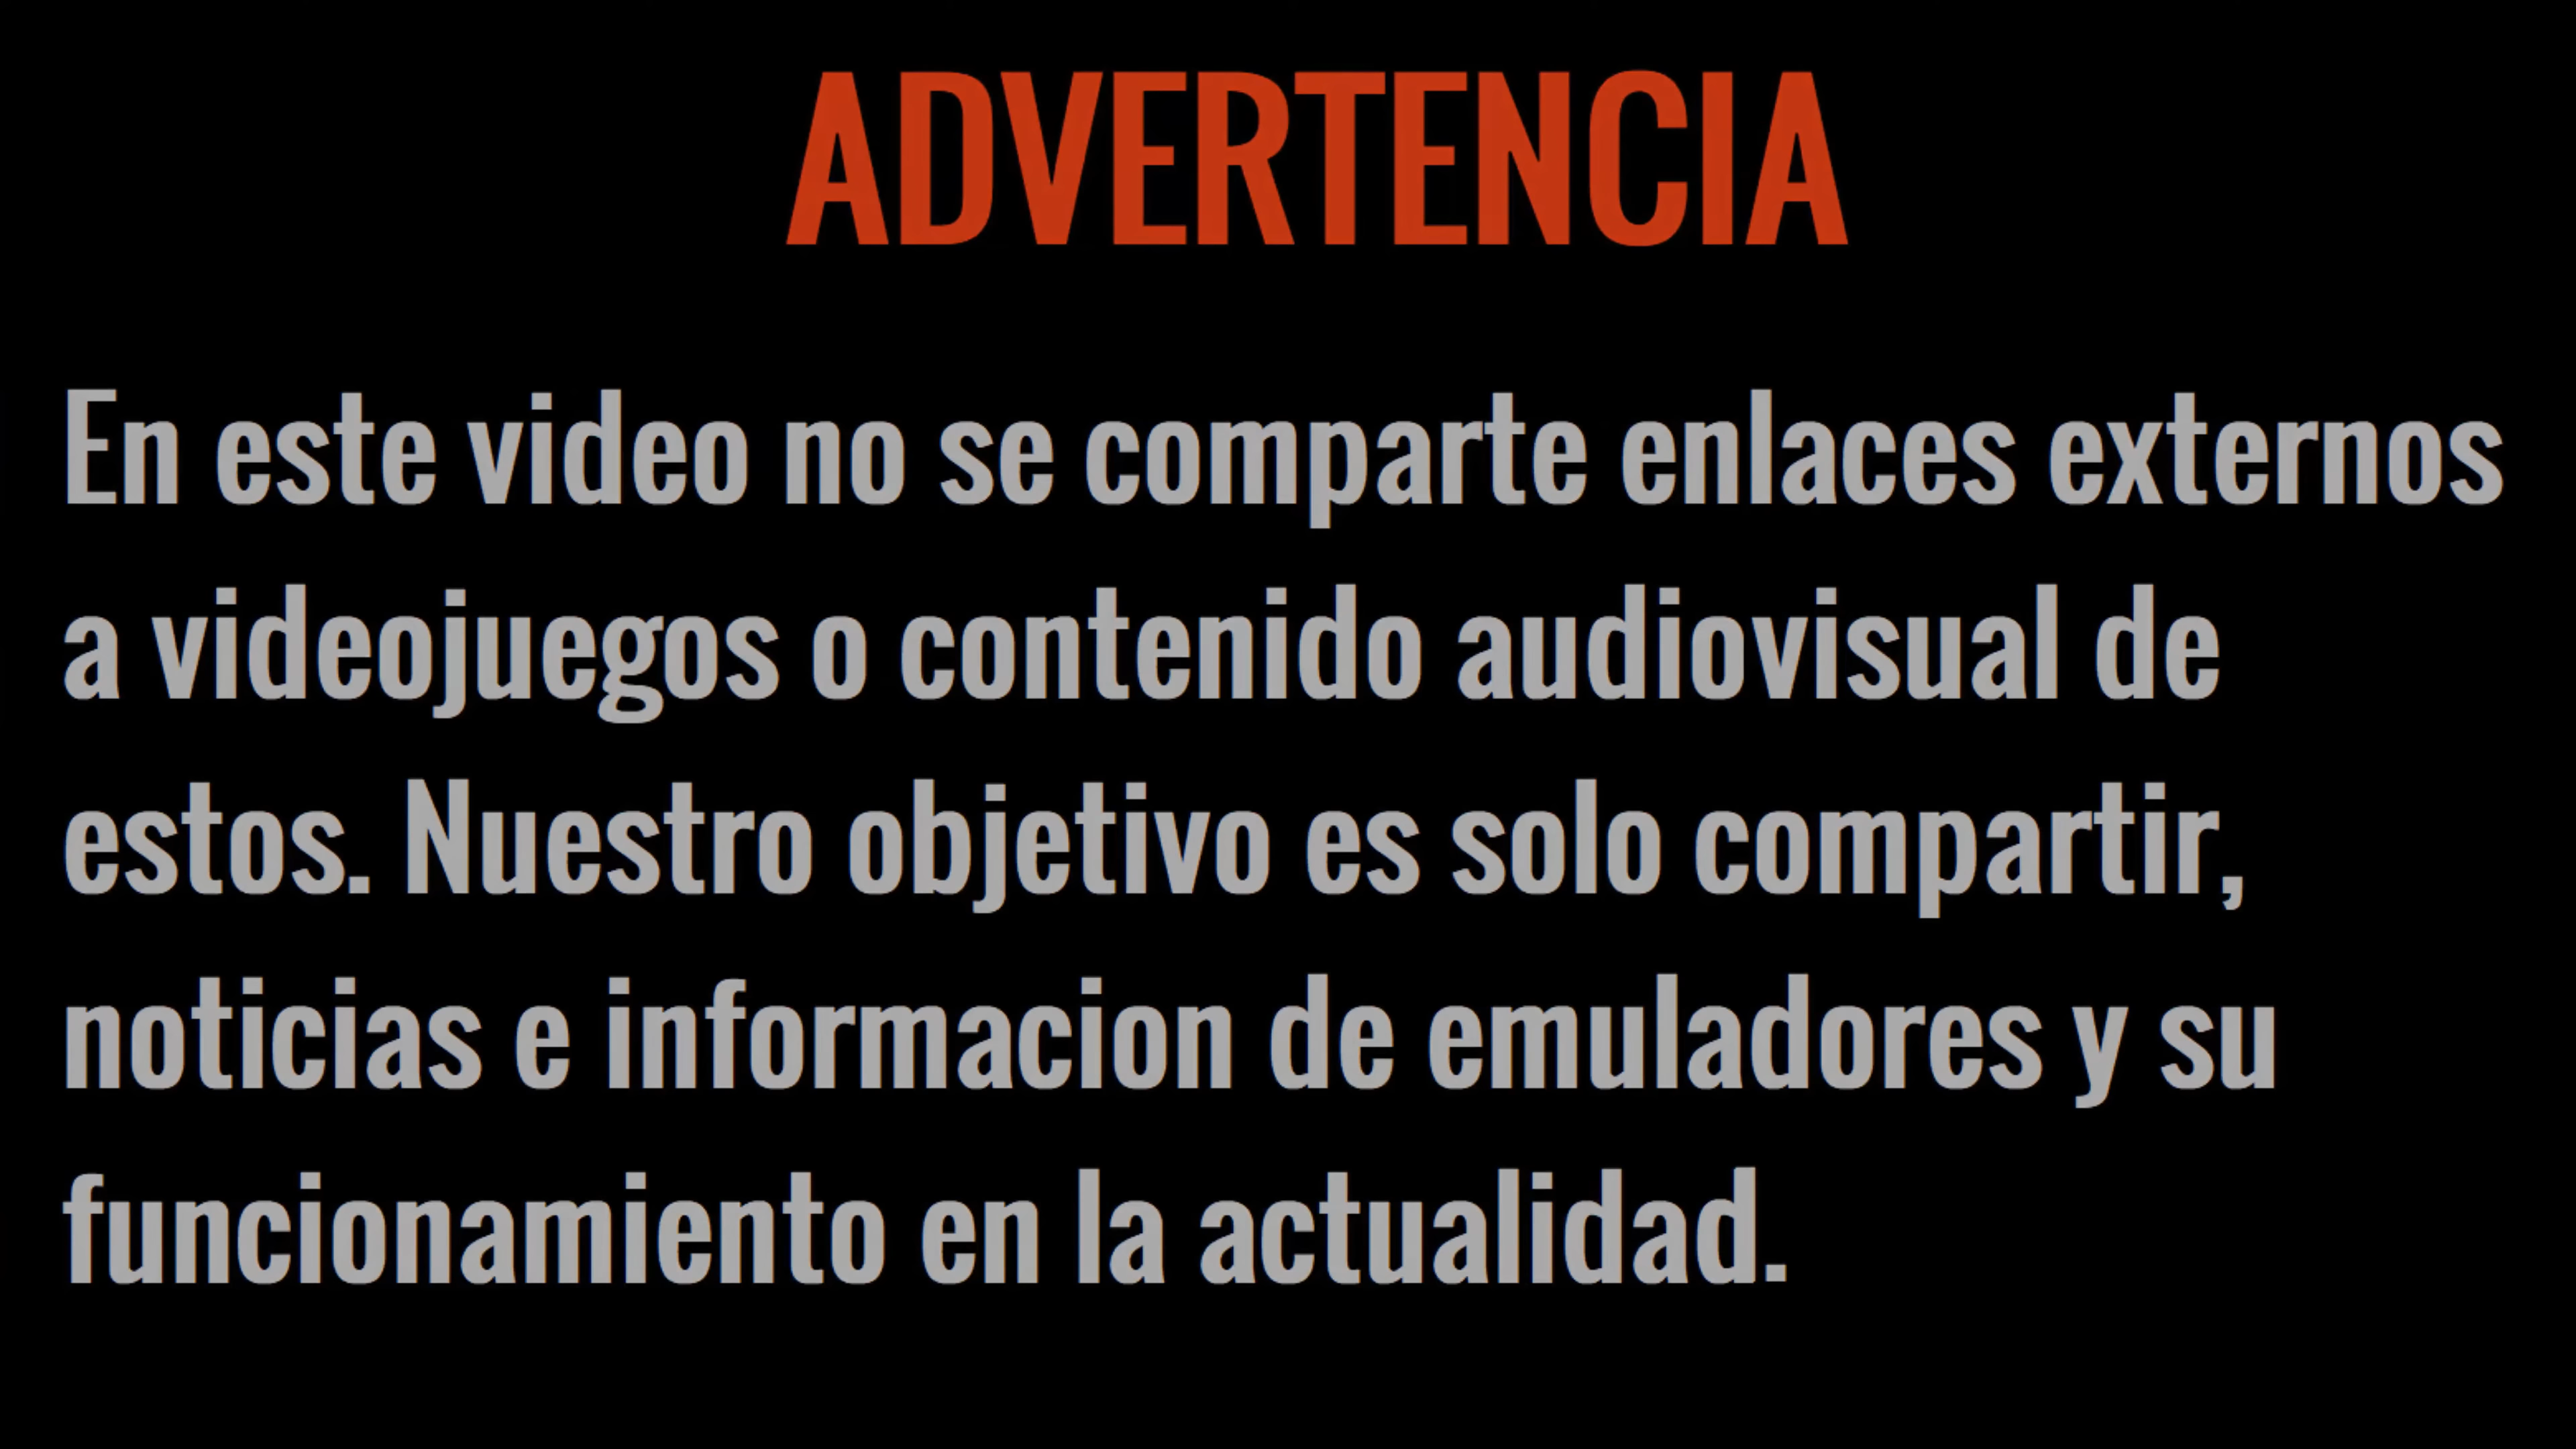 ADVERTENCIA
En este video no se comparte enlaces externos
a videojuegos o contenido audiovisual de
estos. Nuestro objetivo es solo compartir,
noticias e informacion de emuladores y su
funcionamiento en la actualidad.